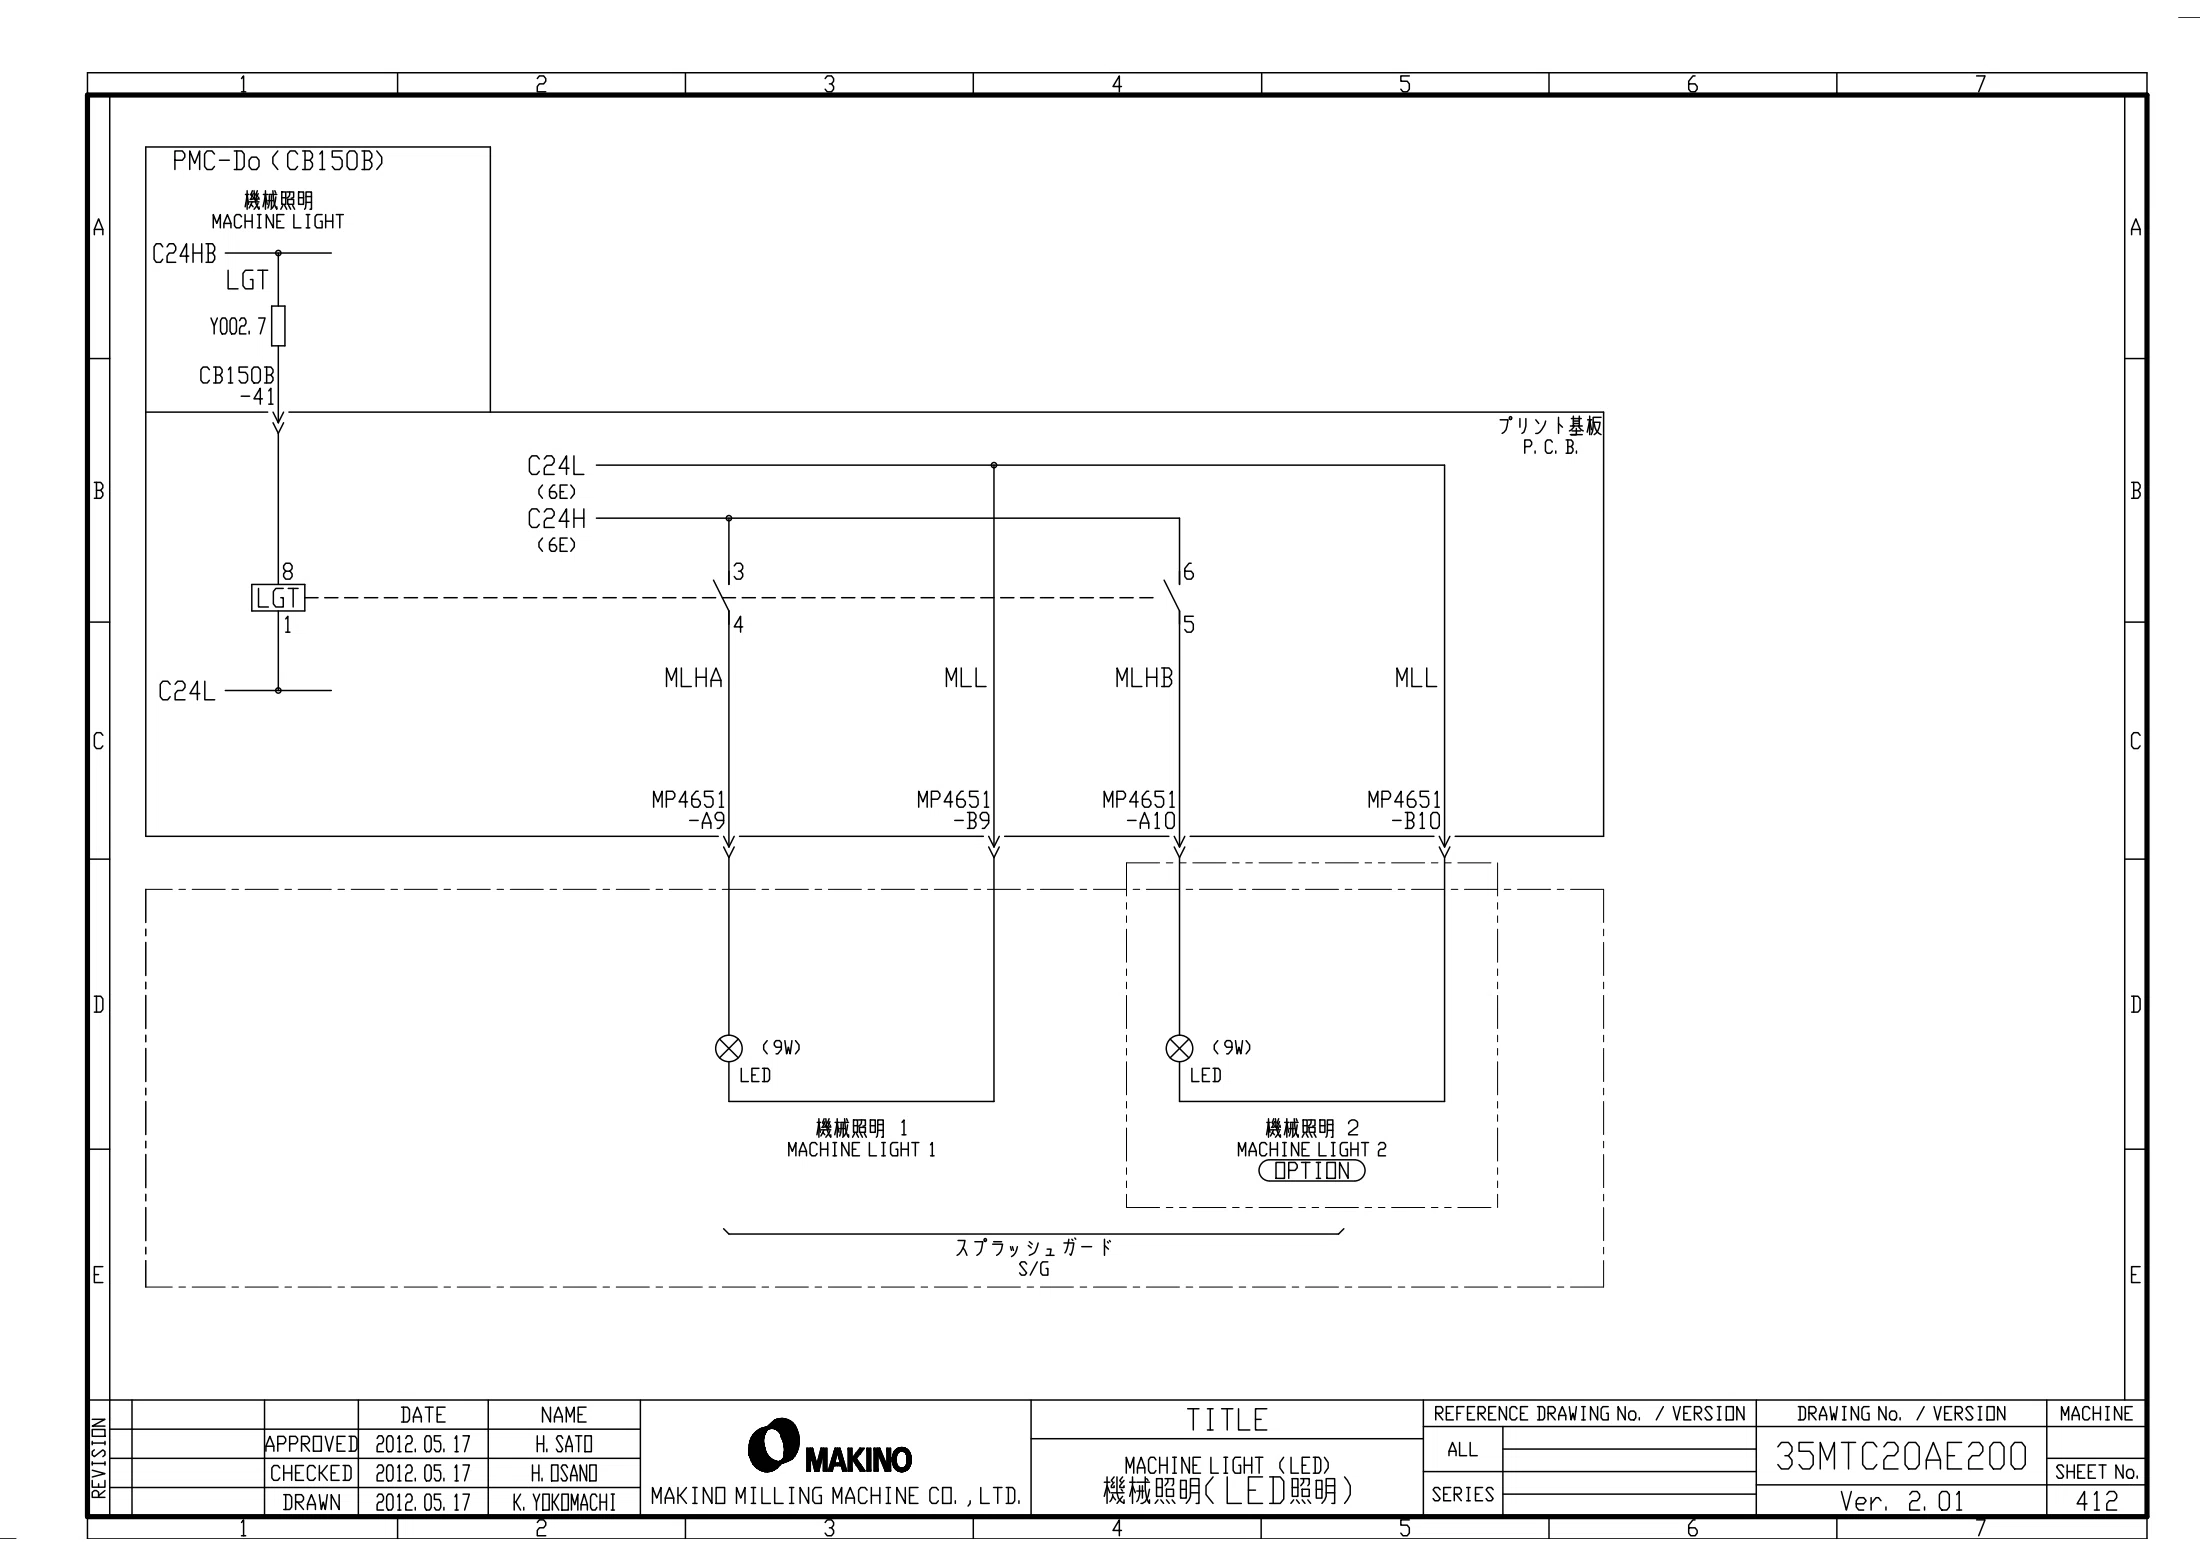 1 2 3 4 5 6 7
PMC-Do (CB150B)
機械照明
MACHINE LIGHT
A A
C24HB
LGT
Y002.7
CB150B
-41
プリント基板
P.C.B.
C24L
(6E)
B B
C24H
(6E)
8 3 6
LGT
1 4 5
MLHA MLL MLHB MLL
C24L
C C
MP4651 MP4651 MP4651 MP4651
-A9 -B9 -A10 -B10
D D
(9W) (9W)
LED LED
機械照明 1 機械照明 2
MACHINE LIGHT 1 MACHINE LIGHT 2
OPTION
スプラッシュガード
S/G
E E
REVISION
DATE NAME
APPROVED 2012.05.17 H.SATO
CHECKED 2012.05.17 H.OSANO
DRAWN 2012.05.17 K.YOKOMACHI
MAKINO
MAKINO MILLING MACHINE CO.,LTD.
TITLE
MACHINE LIGHT (LED)
機械照明(LED照明)
REFERENCE DRAWING No. / VERSION
ALL
SERIES
DRAWING No. / VERSION
35MTC20AE200
Ver. 2.01
MACHINE
SHEET No.
412
1 2 3 4 5 6 7